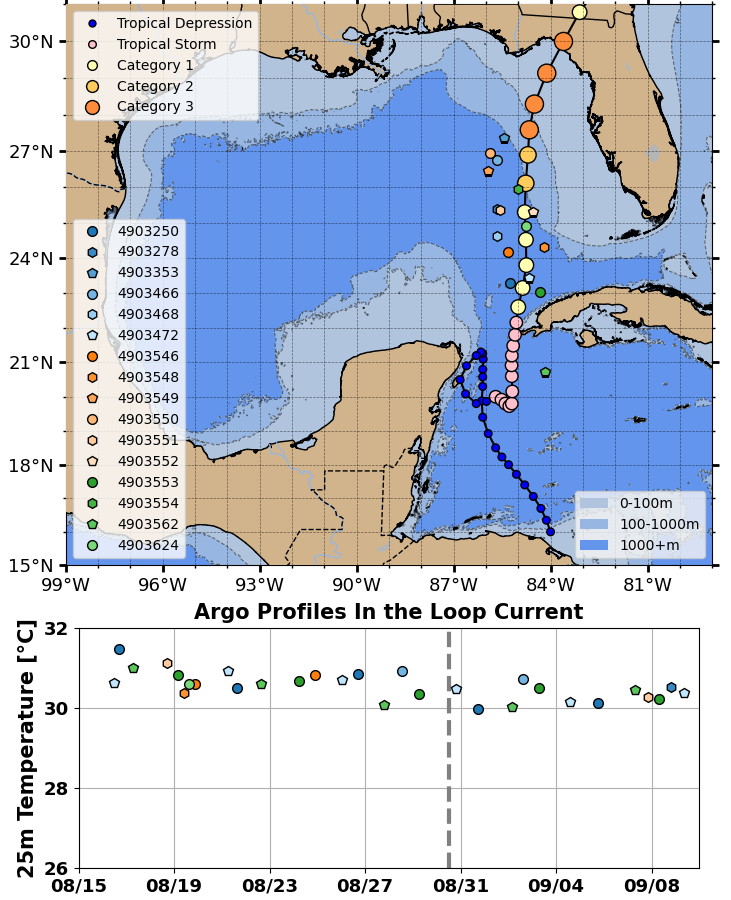 Tropical Depression
Tropical Storm
Category 1
Category 2
Category 3
30°N
27°N
24°N
21°N
18°N
15°N
4903250
4903278
4903353
4903466
4903468
4903472
4903546
4903548
4903549
4903550
4903551
4903552
4903553
4903554
4903562
4903624
0-100m
100-1000m
1000+m
99°W 96°W 93°W 90°W 87°W 84°W 81°W
Argo Profiles In the Loop Current
25m Temperature [°C]
32
30
28
26
08/15 08/19 08/23 08/27 08/31 09/04 09/08